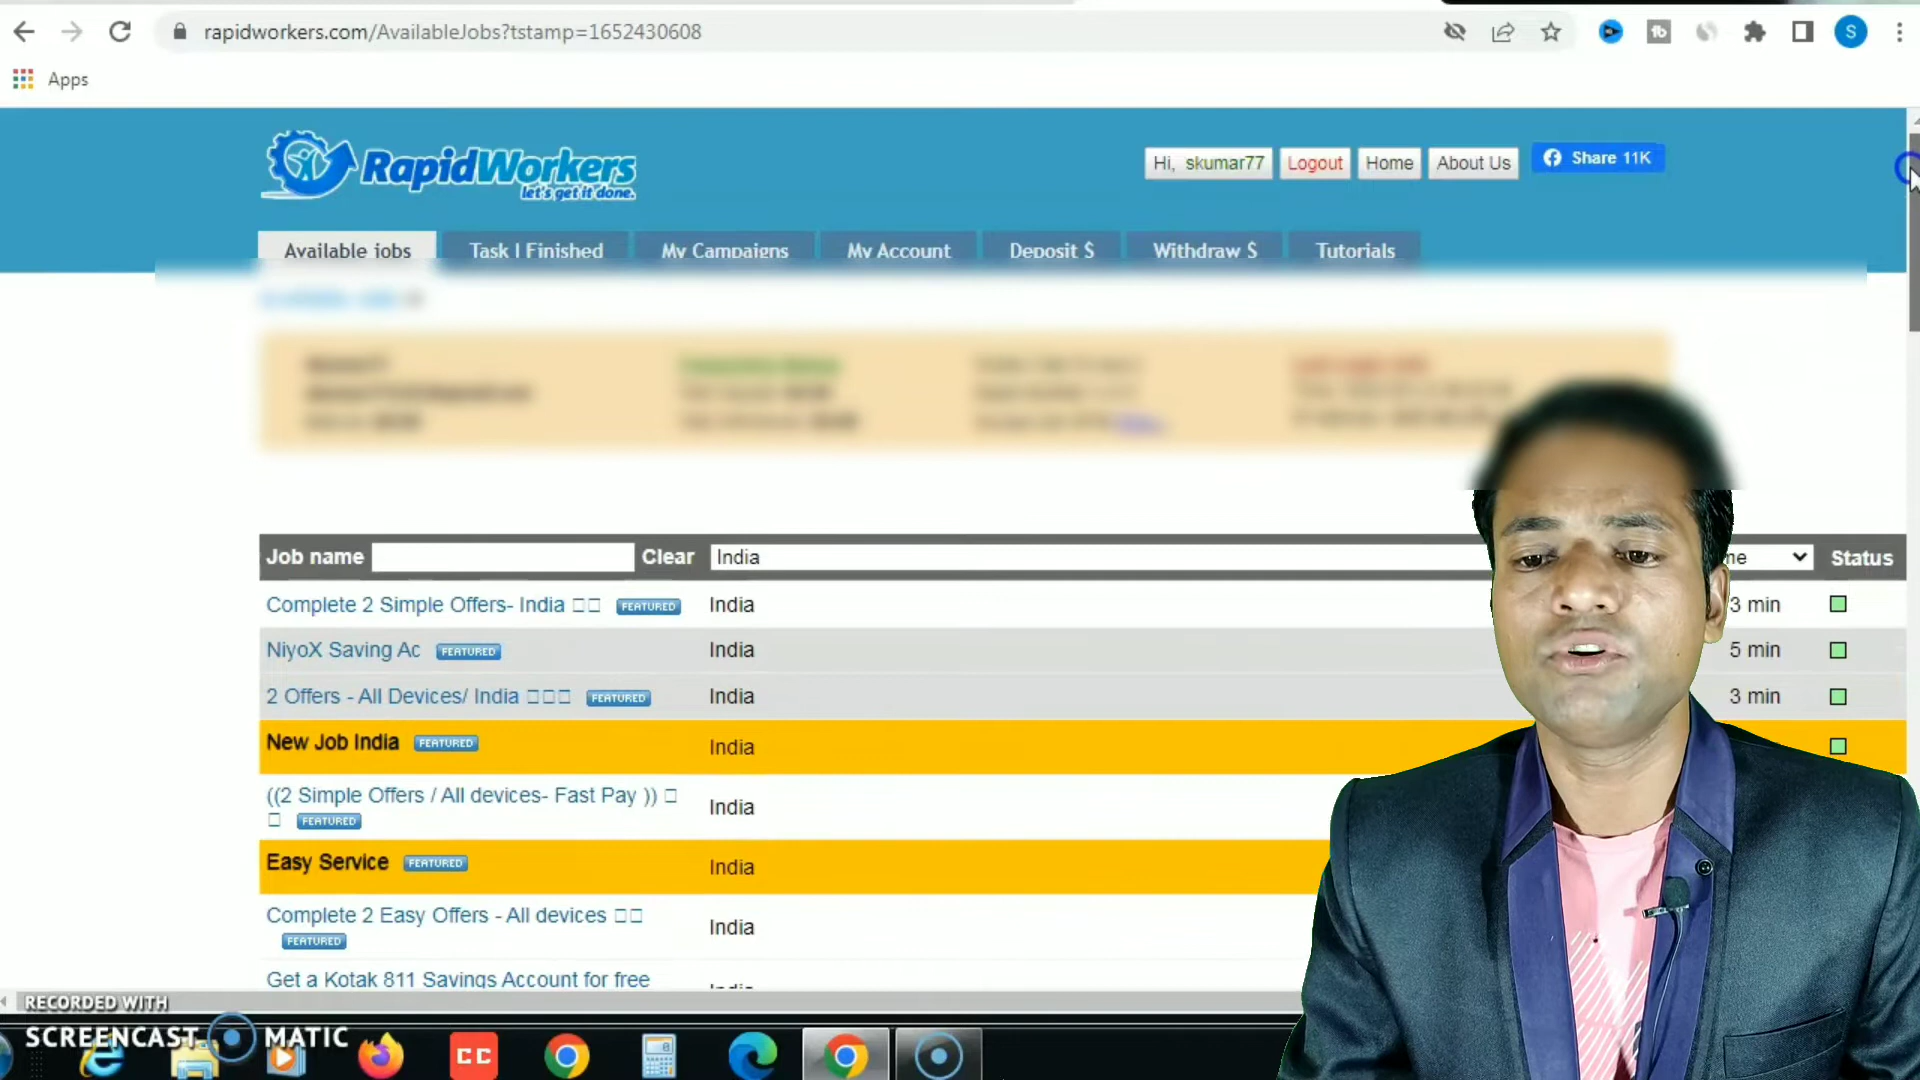 rapidworkers.com/AvailableJobs?tstamp=1652430608
S
Apps
RapidWorkers
let's get it done.
Hi, skumar77
Logout
Home
About Us
Share 11K
Available jobs
Task I Finished
My Campaigns
My Account
Deposit $
Withdraw $
Tutorials
Job name
Clear
India
Status
Complete 2 Simple Offers- India
FEATURED
India
3 min
NiyoX Saving Ac
FEATURED
India
5 min
2 Offers - All Devices/ India
FEATURED
India
3 min
New Job India
FEATURED
India
((2 Simple Offers / All devices- Fast Pay ))
FEATURED
India
Easy Service
FEATURED
India
Complete 2 Easy Offers - All devices
FEATURED
India
Get a Kotak 811 Savings Account for free
RECORDED WITH
SCREENCAST MATIC
CC